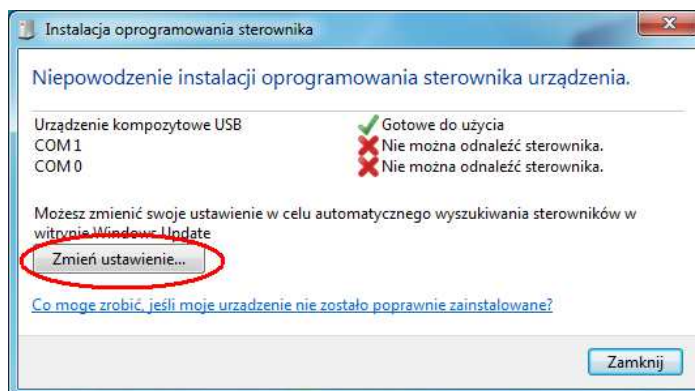 Instalacja oprogramowania sterownika
Niepowodzenie instalacji oprogramowania sterownika urządzenia.
Urządzenie kompozytowe USB Gotowe do użycia
COM 1 Nie można odnaleźć sterownika.
COM 0 Nie można odnaleźć sterownika.
Możesz zmienić swoje ustawienie w celu automatycznego wyszukiwania sterowników w
witrynie Windows Update
Zmień ustawienie...
Co mogę zrobić, jeśli moje urządzenie nie zostało poprawnie zainstalowane?
Zamknij